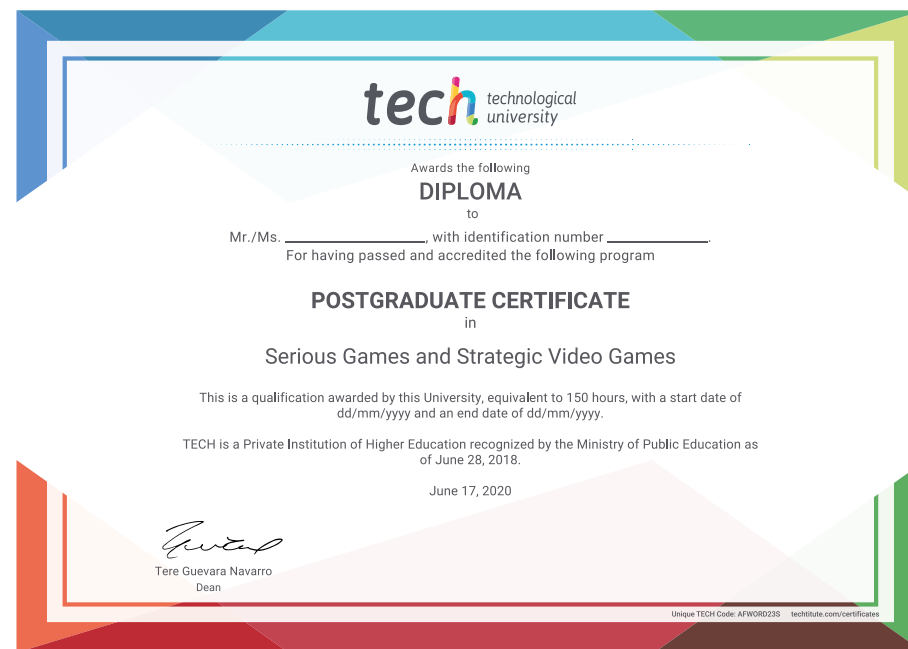 tech technological
university
Awards the following
DIPLOMA
to
Mr./Ms. ____________________, with identification number ______________.
For having passed and accredited the following program
POSTGRADUATE CERTIFICATE
in
Serious Games and Strategic Video Games
This is a qualification awarded by this University, equivalent to 150 hours, with a start date of
dd/mm/yyyy and an end date of dd/mm/yyyy.
TECH is a Private Institution of Higher Education recognized by the Ministry of Public Education as
of June 28, 2018.
June 17, 2020
Tere Guevara Navarro
Dean
Unique TECH Code: AFWORD23S techtitute.com/certificates